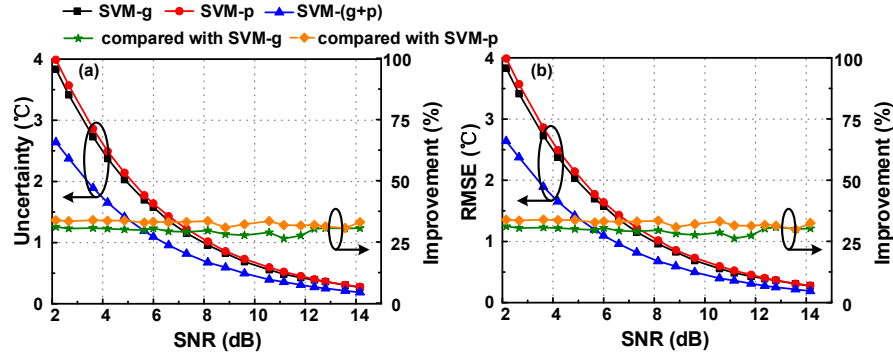 SVM-g SVM-p SVM-(g+p)
compared with SVM-g compared with SVM-p
(a)
Uncertainty (℃)
4
3
2
1
0
100
75
50
25
0
Improvement (%)
2 4 6 8 10 12 14
SNR (dB)
(b)
RMSE (℃)
4
3
2
1
0
100
75
50
25
0
Improvement (%)
2 4 6 8 10 12 14
SNR (dB)